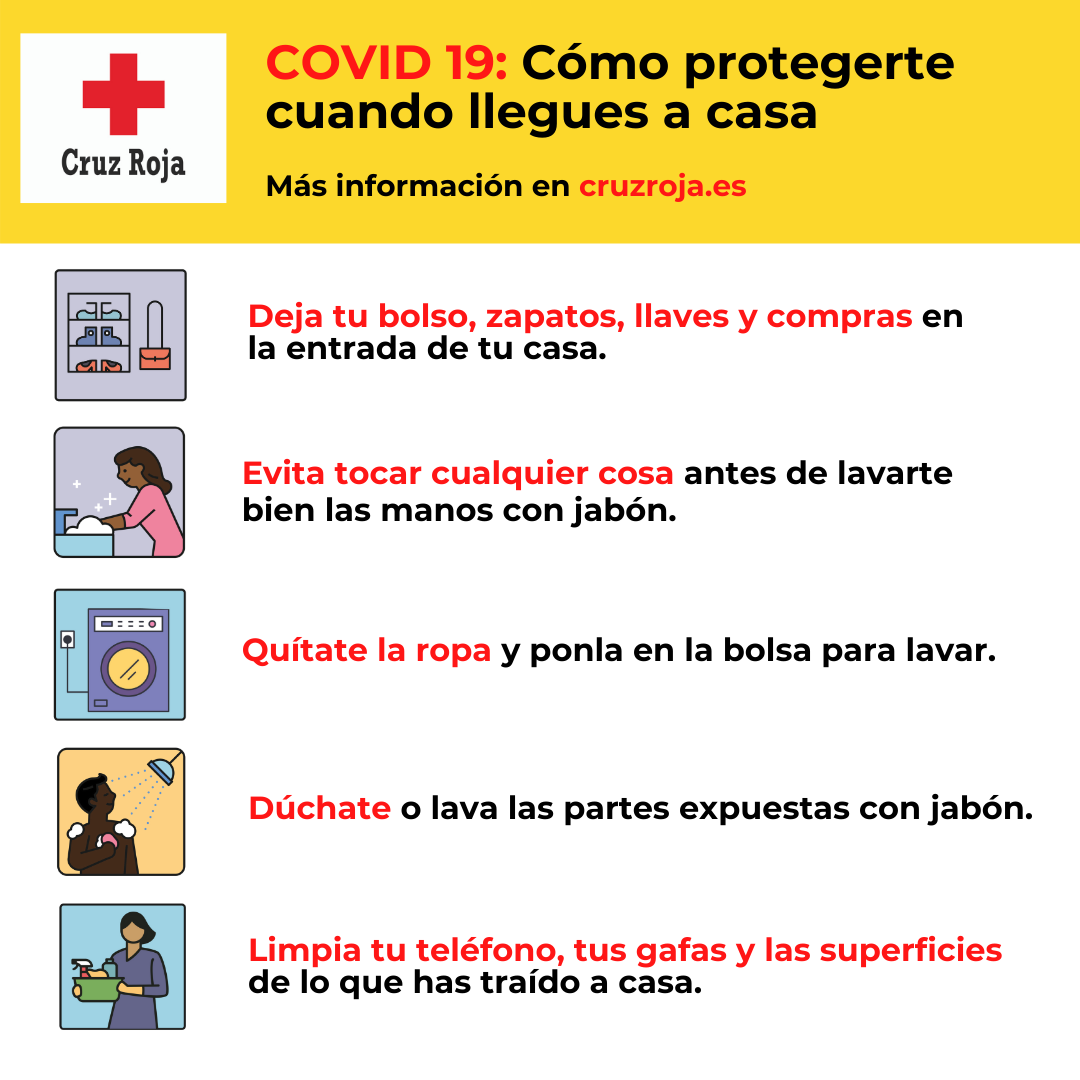 Cruz Roja
COVID 19: Cómo protegerte
cuando llegues a casa
Más información en cruzroja.es
Deja tu bolso, zapatos, llaves y compras en
la entrada de tu casa.
Evita tocar cualquier cosa antes de lavarte
bien las manos con jabón.
Quítate la ropa y ponla en la bolsa para lavar.
Dúchate o lava las partes expuestas con jabón.
Limpia tu teléfono, tus gafas y las superficies
de lo que has traído a casa.